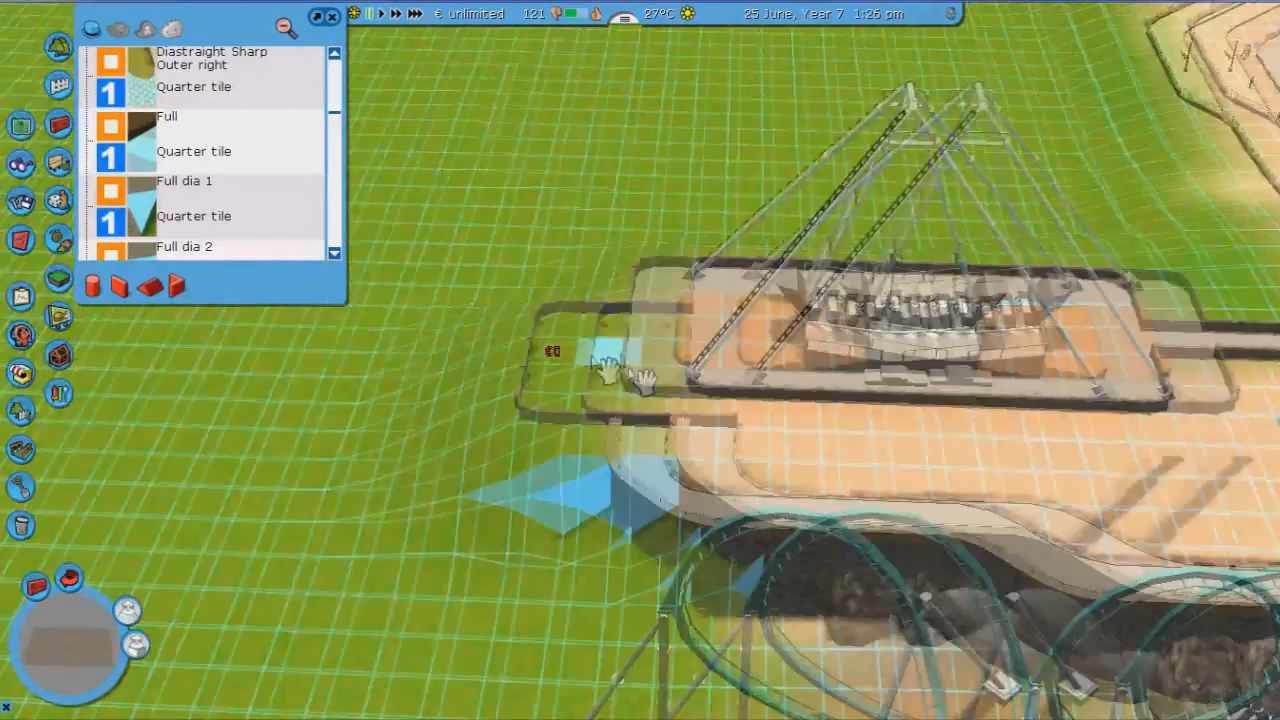 € unlimited 121 27°C 25 June, Year 7 1:26 pm
Diastraight Sharp
Outer right
1 Quarter tile
Full
1 Quarter tile
Full dia 1
1 Quarter tile
Full dia 2